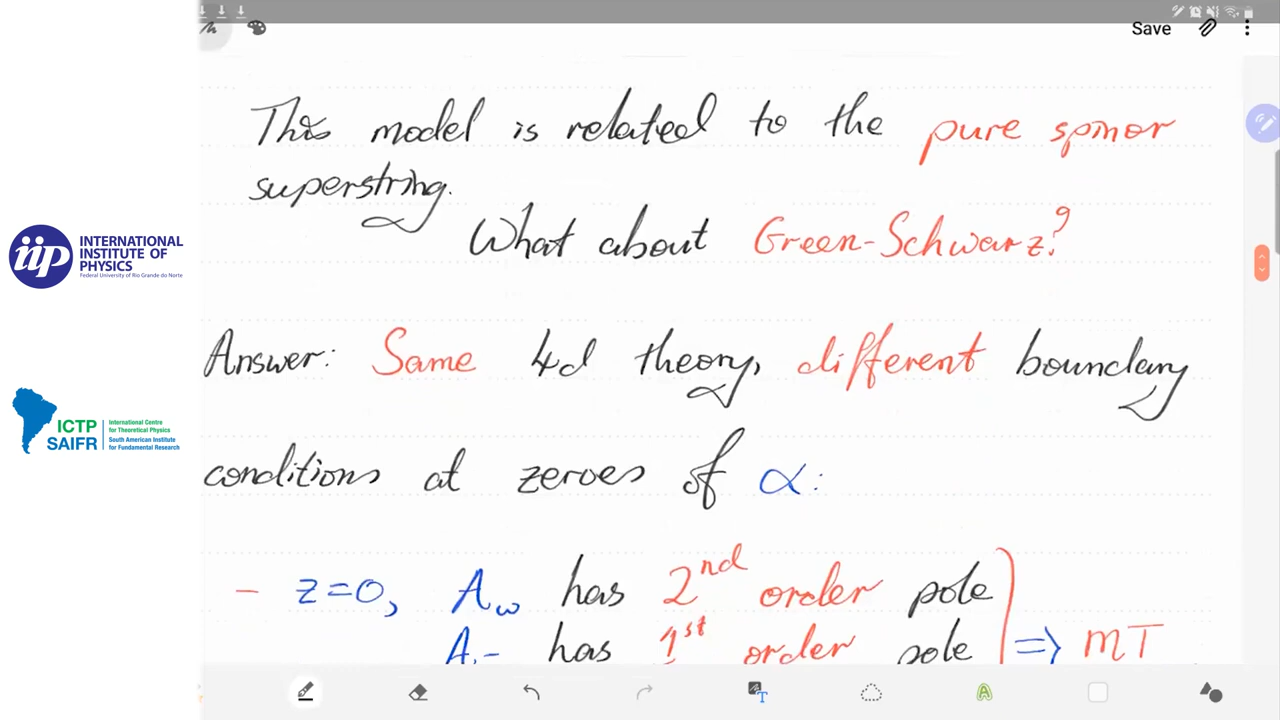 Save
This model is related to the pure spinor
superstring.
What about Green-Schwarz?
Answer: Same 4d theory, different boundary
conditions at zeroes of α:
- z=0, A_w has 2nd order pole
has 1st order pole => mT
iip INTERNATIONAL
INSTITUTE OF
PHYSICS
Federal University of Rio Grande do Norte
ICTP
SAIFR
International Centre
for Theoretical Physics
South American Institute
for Fundamental Research
T
A